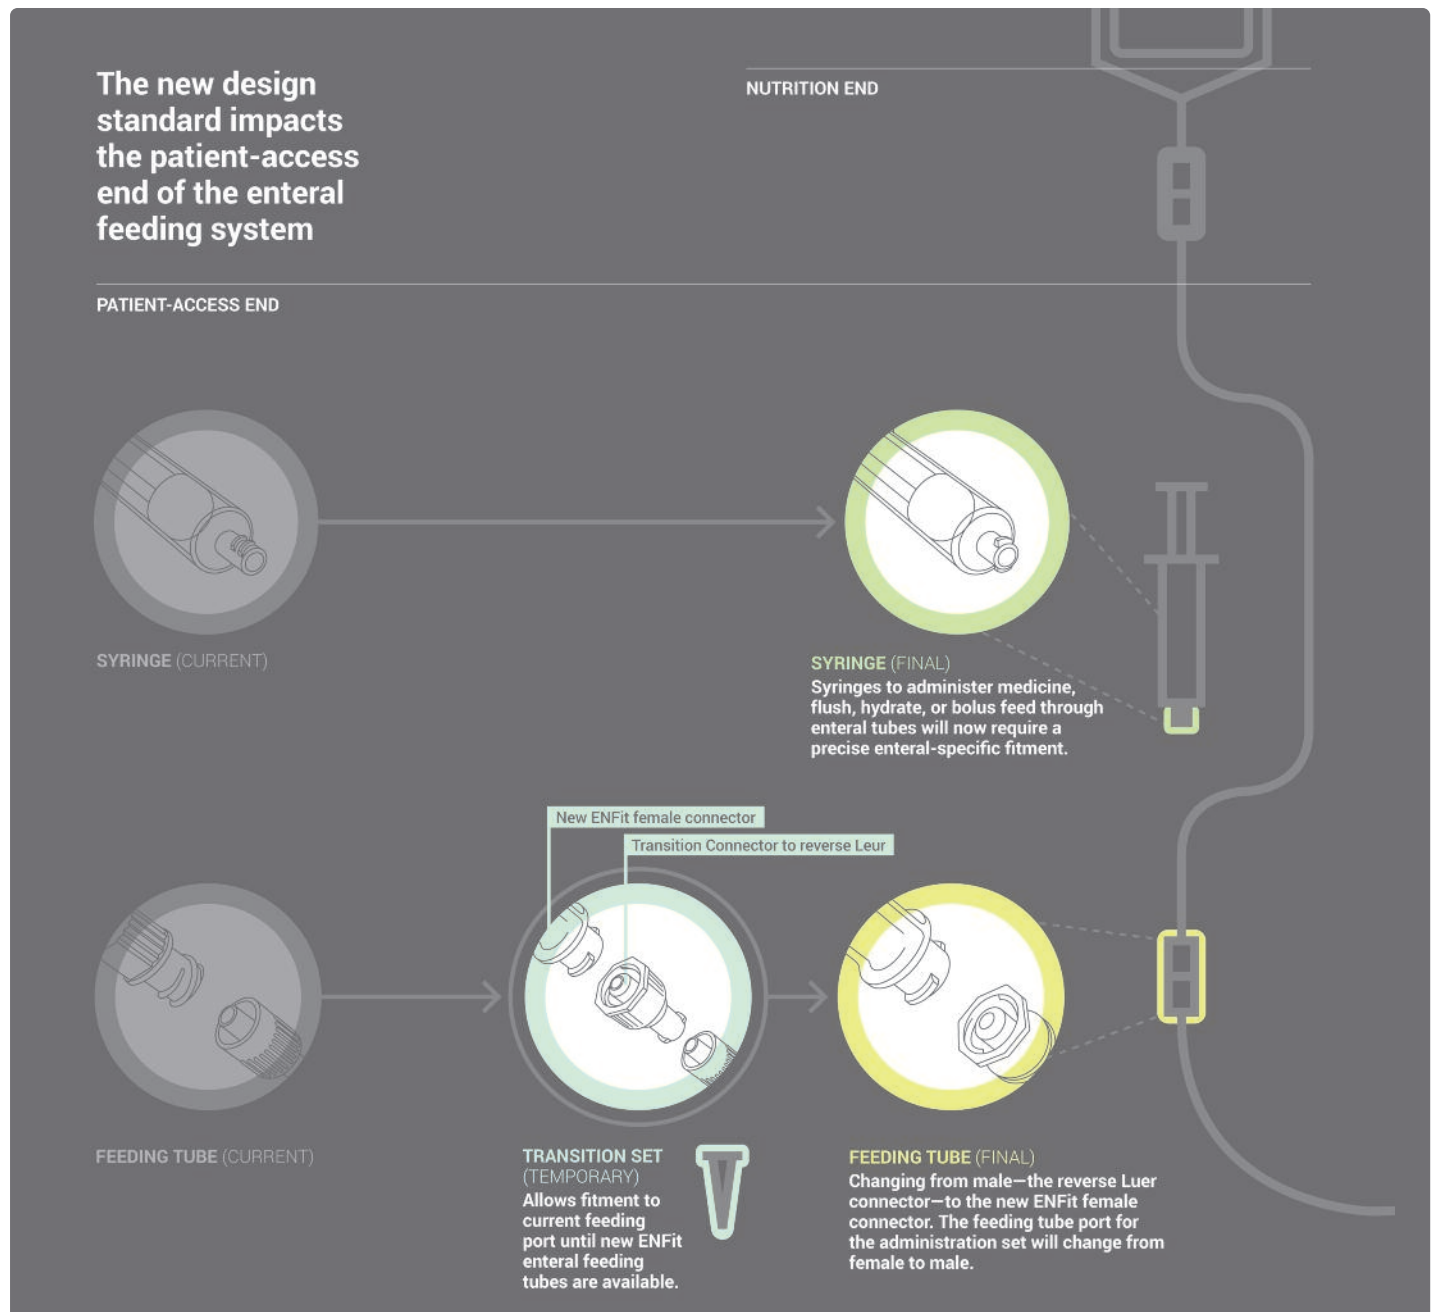 The new design
standard impacts
the patient-access
end of the enteral
feeding system
NUTRITION END
PATIENT-ACCESS END
SYRINGE (CURRENT)
SYRINGE (FINAL)
Syringes to administer medicine,
flush, hydrate, or bolus feed through
enteral tubes will now require a
precise enteral-specific fitment.
New ENFit female connector
Transition Connector to reverse Leur
FEEDING TUBE (CURRENT)
TRANSITION SET
(TEMPORARY)
Allows fitment to
current feeding
port until new ENFit
enteral feeding
tubes are available.
FEEDING TUBE (FINAL)
Changing from male—the reverse Luer
connector—to the new ENFit female
connector. The feeding tube port for
the administration set will change from
female to male.